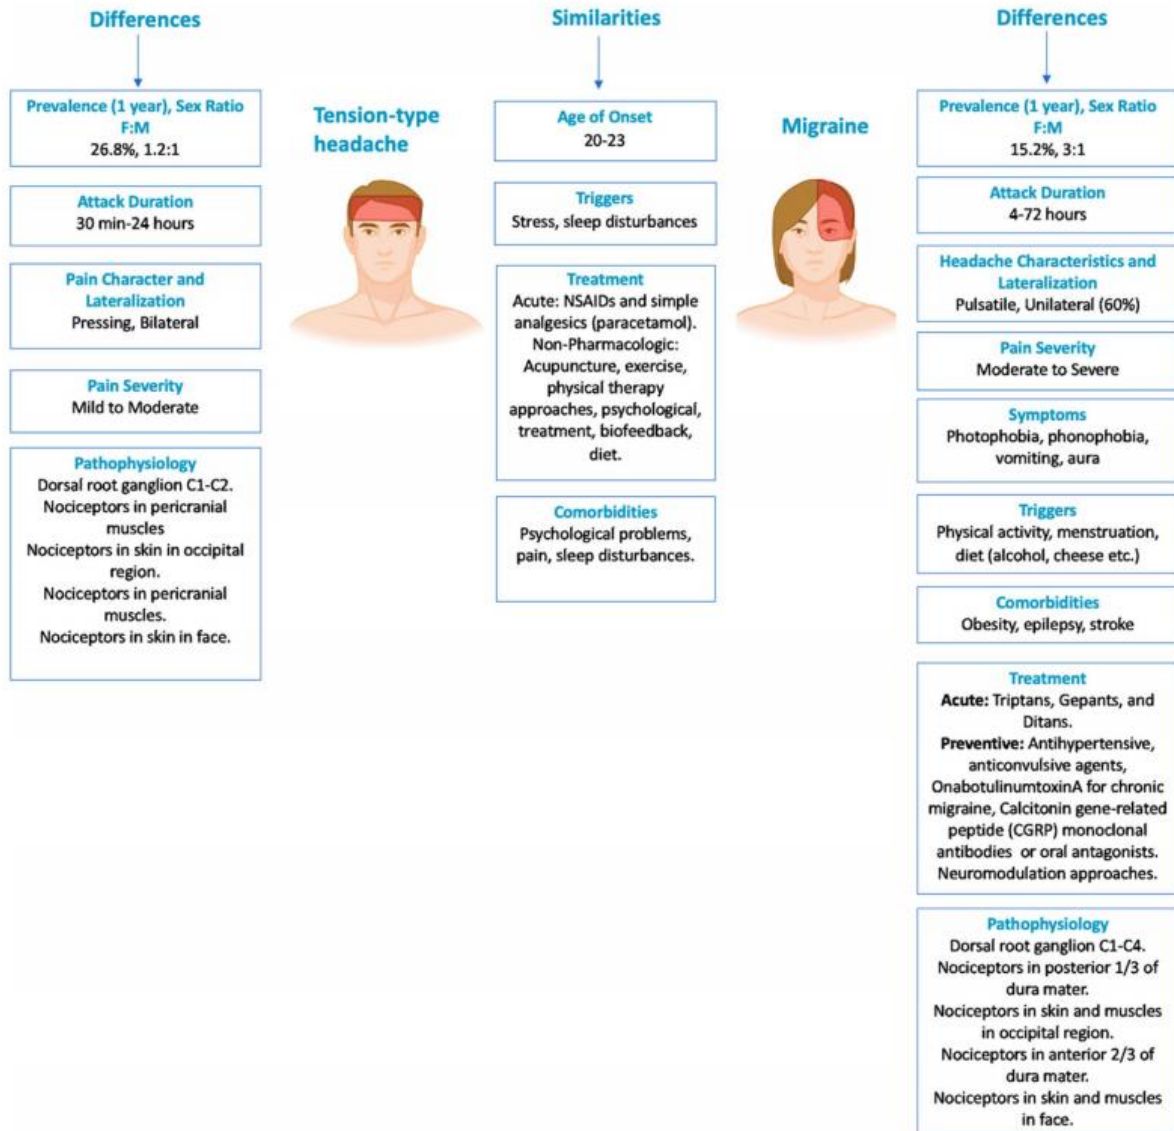 Differences
Prevalence (1 year), Sex Ratio
F:M
26.8%, 1.2:1
Attack Duration
30 min-24 hours
Pain Character and
Lateralization
Pressing, Bilateral
Pain Severity
Mild to Moderate
Pathophysiology
Dorsal root ganglion C1-C2.
Nociceptors in pericranial
muscles
Nociceptors in skin in occipital
region.
Nociceptors in pericranial
muscles.
Nociceptors in skin in face.
Tension-type
headache
Similarities
Age of Onset
20-23
Triggers
Stress, sleep disturbances
Treatment
Acute: NSAIDs and simple
analgesics (paracetamol).
Non-Pharmacologic:
Acupuncture, exercise,
physical therapy
approaches, psychological,
treatment, biofeedback,
diet.
Comorbidities
Psychological problems,
pain, sleep disturbances.
Migraine
Differences
Prevalence (1 year), Sex Ratio
F:M
15.2%, 3:1
Attack Duration
4-72 hours
Headache Characteristics and
Lateralization
Pulsatile, Unilateral (60%)
Pain Severity
Moderate to Severe
Symptoms
Photophobia, phonophobia,
vomiting, aura
Triggers
Physical activity, menstruation,
diet (alcohol, cheese etc.)
Comorbidities
Obesity, epilepsy, stroke
Treatment
Acute: Triptans, Gepants, and
Ditans.
Preventive: Antihypertensive,
anticonvulsive agents,
OnabotulinumtoxinA for chronic
migraine, Calcitonin gene-related
peptide (CGRP) monoclonal
antibodies or oral antagonists.
Neuromodulation approaches.
Pathophysiology
Dorsal root ganglion C1-C4.
Nociceptors in posterior 1/3 of
dura mater.
Nociceptors in skin and muscles
in occipital region.
Nociceptors in anterior 2/3 of
dura mater.
Nociceptors in skin and muscles
in face.